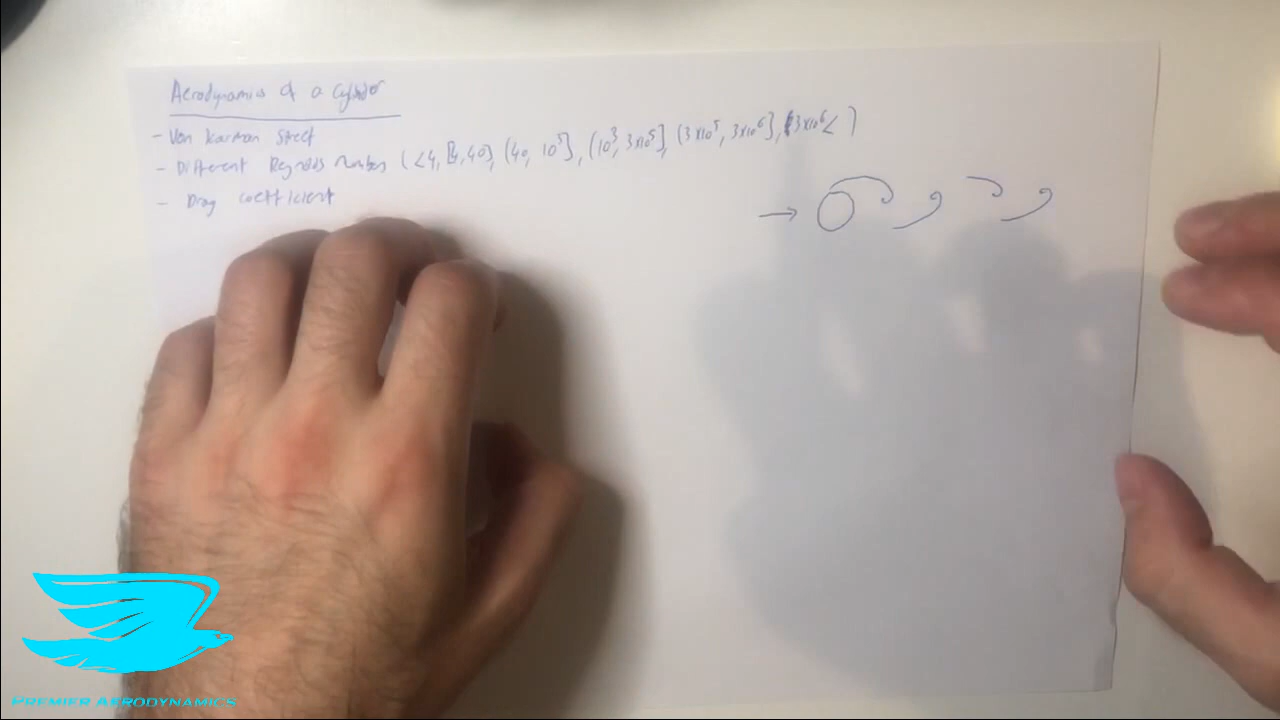 Aerodynamics of a Cylinder
- Von Karman Street
- Different Reynolds Numbers (<4, [4,40], (40, 10³], (10³, 3x10⁵], (3x10⁵, 3x10⁶], (3x10⁶<)
- Drag coefficient
PREMIER AERODYNAMICS